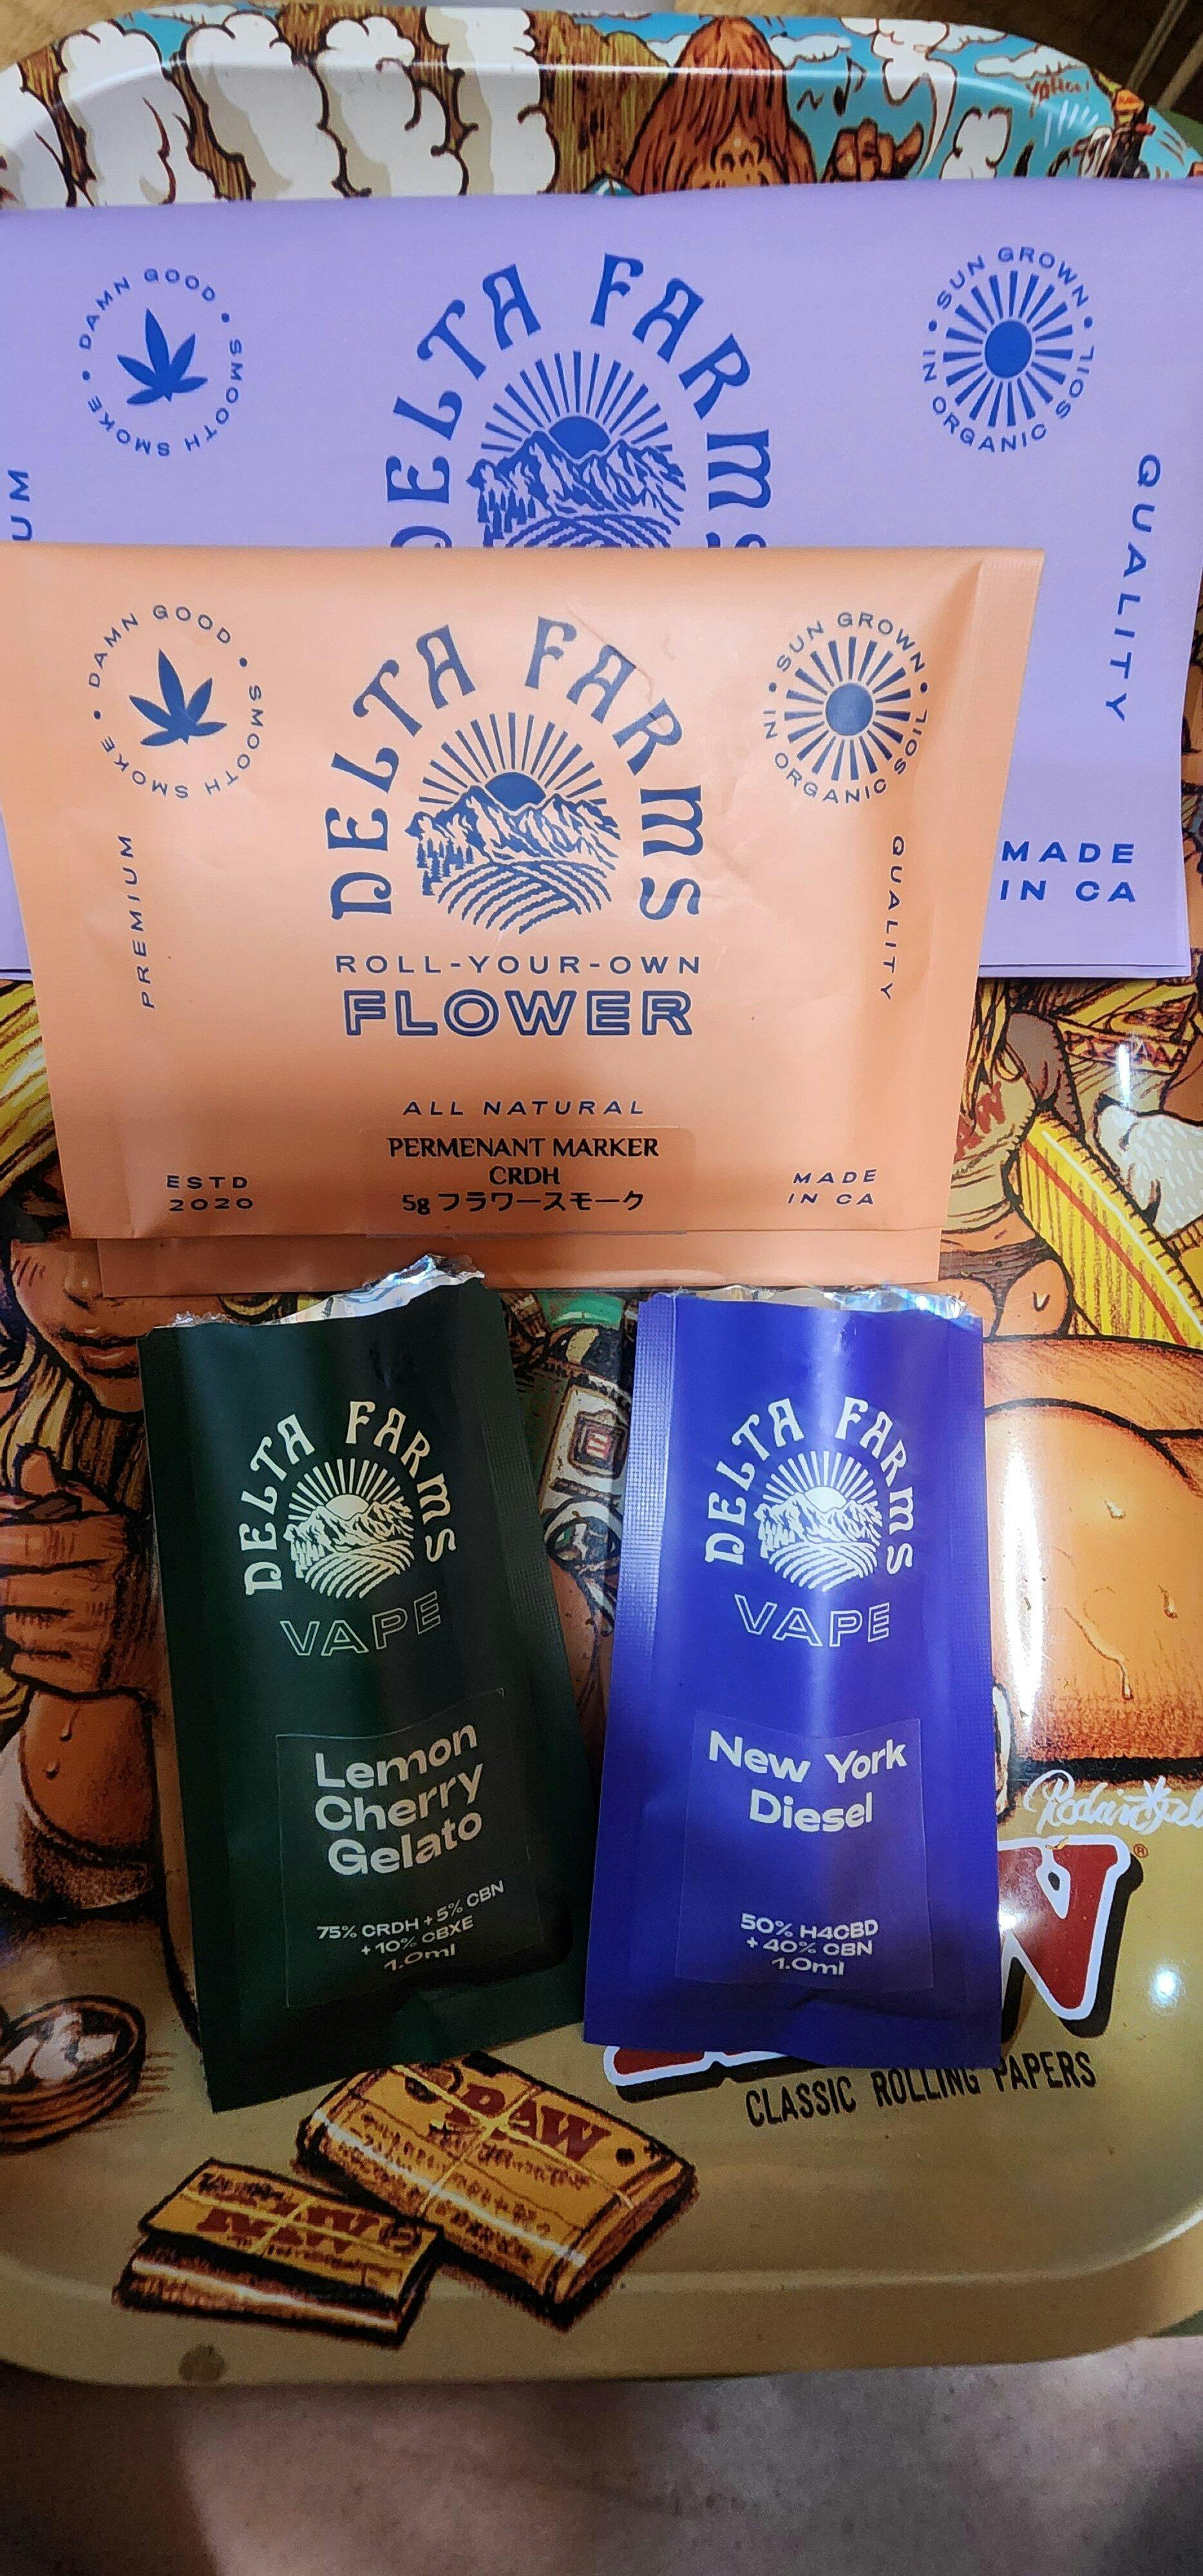 YAHOO!
DAMN GOOD • SMOOTH SMOKE •
DELTA FARMS
SUN GROWN • IN ORGANIC SOIL •
QUALITY
MADE
IN CA
DAMN GOOD • SMOOTH SMOKE •
DELTA FARMS
SUN GROWN • IN ORGANIC SOIL •
PREMIUM
QUALITY
ROLL-YOUR-OWN
FLOWER
ALL NATURAL
PERMENANT MARKER
CRDH
5g フラワースモーク
ESTD
2020
MADE
IN CA
DELTA FARMS
VAPE
Lemon
Cherry
Gelato
75% CRDH + 5% CBN
+ 10% CBXE
1.0ml
DELTA FARMS
VAPE
New York
Diesel
50% H4CBD
+ 40% CBN
1.0ml
CLASSIC ROLLING PAPERS
RAW